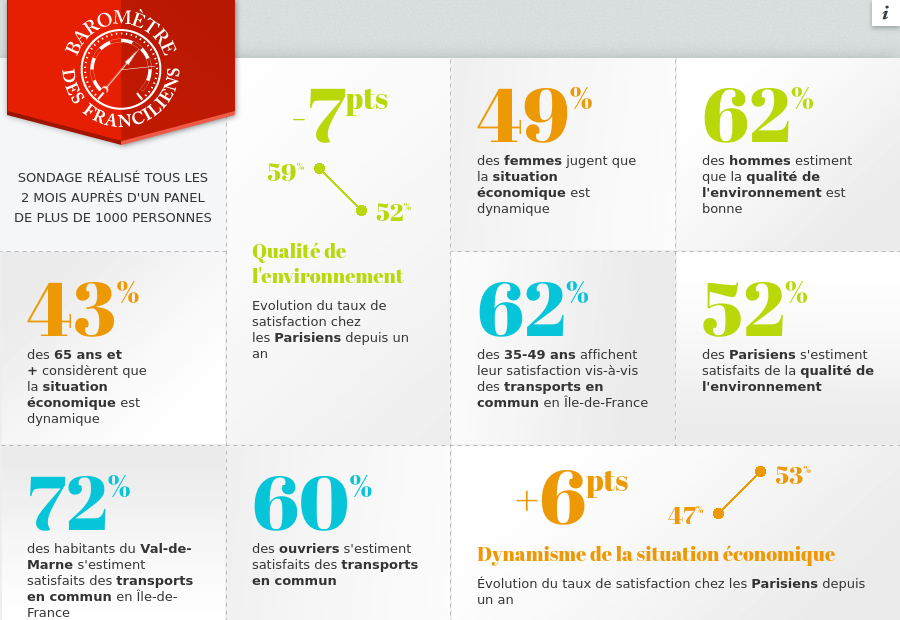 BAROMÈTRE
DES FRANCILIENS
i
SONDAGE RÉALISÉ TOUS LES
2 MOIS AUPRÈS D'UN PANEL
DE PLUS DE 1000 PERSONNES
-7pts
59%
52%
Qualité de
l'environnement
Evolution du taux de
satisfaction chez
les Parisiens depuis un
an
49%
des femmes jugent que
la situation
économique est
dynamique
62%
des hommes estiment
que la qualité de
l'environnement est
bonne
43%
des 65 ans et
+ considèrent que
la situation
économique est
dynamique
62%
des 35-49 ans affichent
leur satisfaction vis-à-vis
des transports en
commun en Île-de-France
52%
des Parisiens s'estiment
satisfaits de la qualité de
l'environnement
72%
des habitants du Val-de-
Marne s'estiment
satisfaits des transports
en commun en Île-de-
France
60%
des ouvriers s'estiment
satisfaits des transports
en commun
+6pts
47%
53%
Dynamisme de la situation économique
Évolution du taux de satisfaction chez les Parisiens depuis
un an